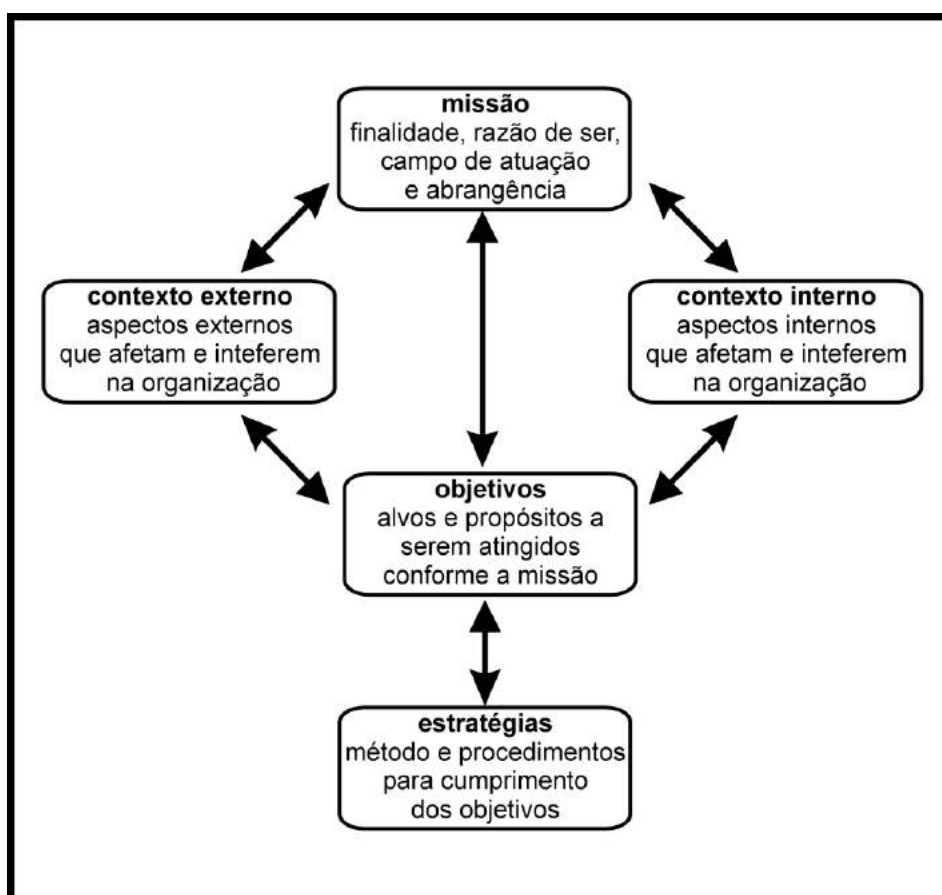 missão
finalidade, razão de ser,
campo de atuação
e abrangência
contexto externo
aspectos externos
que afetam e inteferem
na organização
contexto interno
aspectos internos
que afetam e inteferem
na organização
objetivos
alvos e propósitos a
serem atingidos
conforme a missão
estratégias
método e procedimentos
para cumprimento
dos objetivos